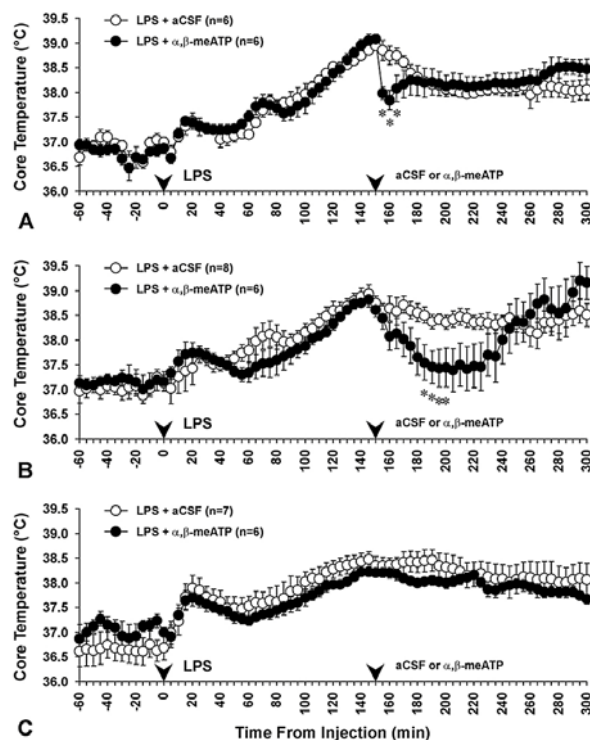 LPS + aCSF (n=6)
LPS + α,β-meATP (n=6)
Core Temperature (°C)
39.5
39.0
38.5
38.0
37.5
37.0
36.5
36.0
* * *
LPS
aCSF or α,β-meATP
-60 -40 -20 0 20 40 60 80 100 120 140 160 180 200 220 240 260 280 300
A
LPS + aCSF (n=8)
LPS + α,β-meATP (n=6)
Core Temperature (°C)
39.5
39.0
38.5
38.0
37.5
37.0
36.5
36.0
* * * *
LPS
aCSF or α,β-meATP
-60 -40 -20 0 20 40 60 80 100 120 140 160 180 200 220 240 260 280 300
B
LPS + aCSF (n=7)
LPS + α,β-meATP (n=6)
Core Temperature (°C)
39.5
39.0
38.5
38.0
37.5
37.0
36.5
36.0
LPS
aCSF or α,β-meATP
-60 -40 -20 0 20 40 60 80 100 120 140 160 180 200 220 240 260 280 300
C
Time From Injection (min)